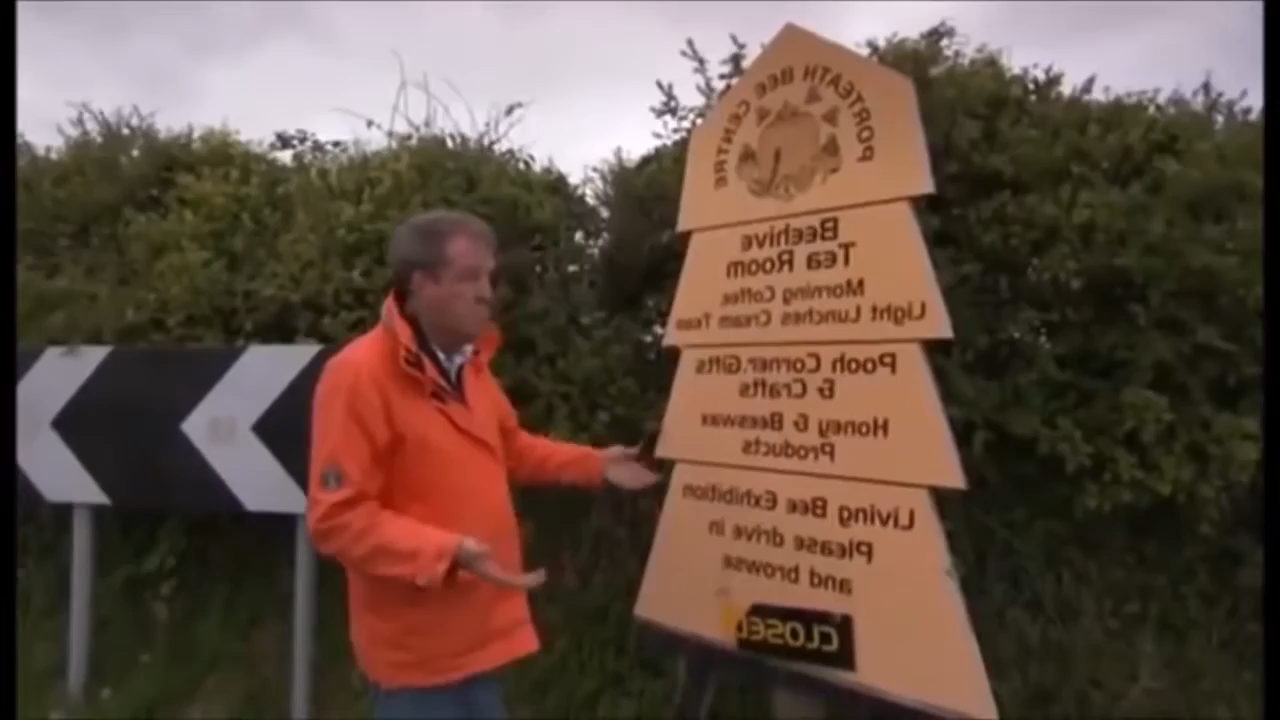 PORTEATH BEE CENTRE
Beehive
Tea Room
Morning Coffee
Light Lunches Cream Teas
Pooh Corner.Gifts
& Crafts
Honey & Beeswax
Products
Living Bee Exhibition
Please drive in
and browse
CLOSED